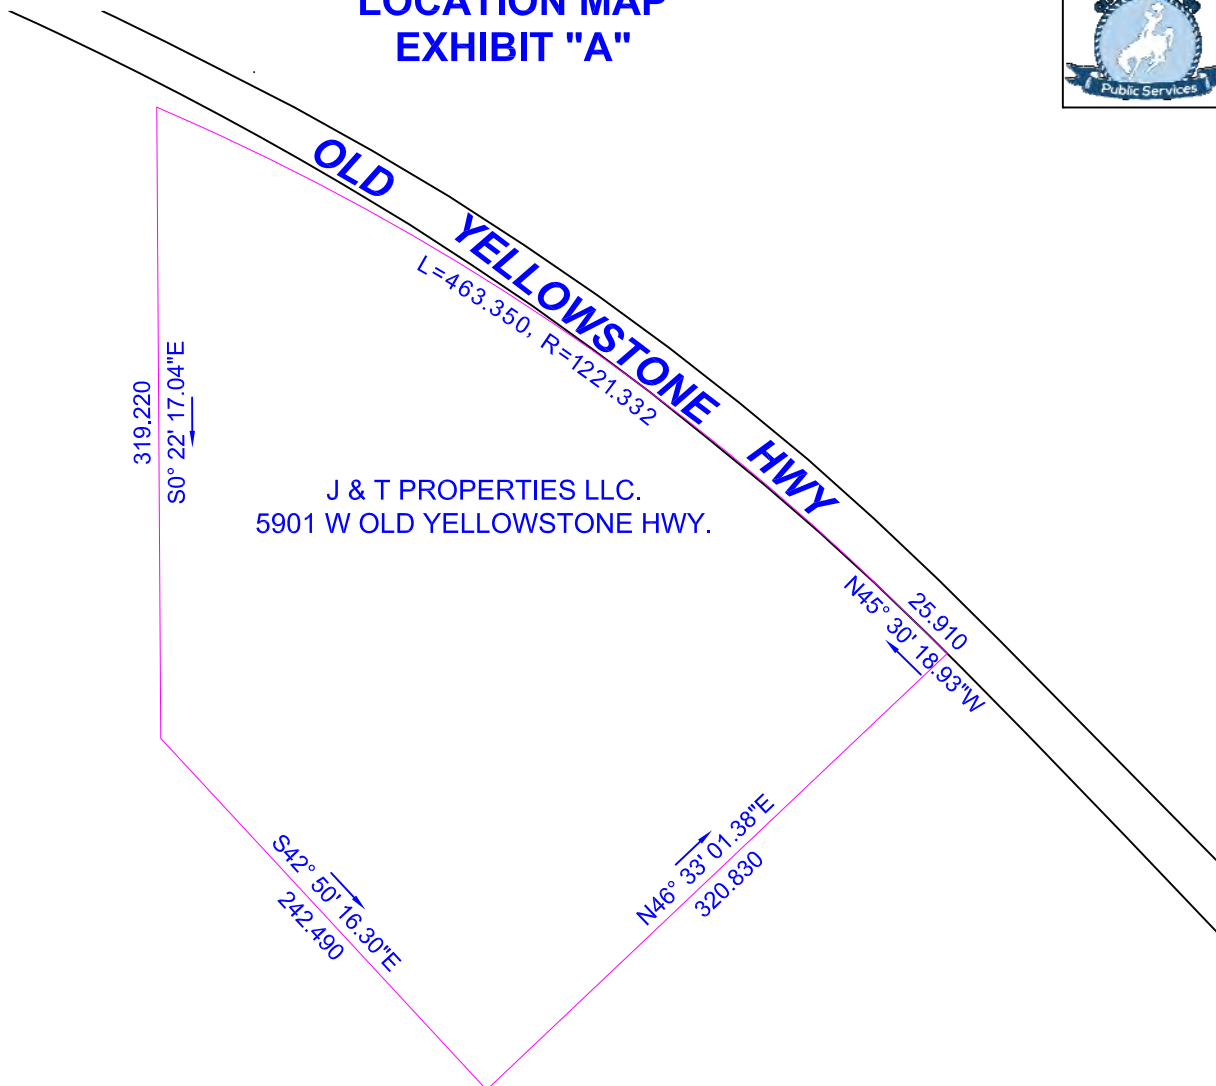 LOCATION MAP
EXHIBIT "A"
Public Services
OLD YELLOWSTONE HWY
L=463.350, R=1221.332
319.220
S0° 22' 17.04"E
J & T PROPERTIES LLC.
5901 W OLD YELLOWSTONE HWY.
25.910
N45° 30' 18.93"W
N46° 33' 01.38"E
320.830
S42° 50' 16.30"E
242.490